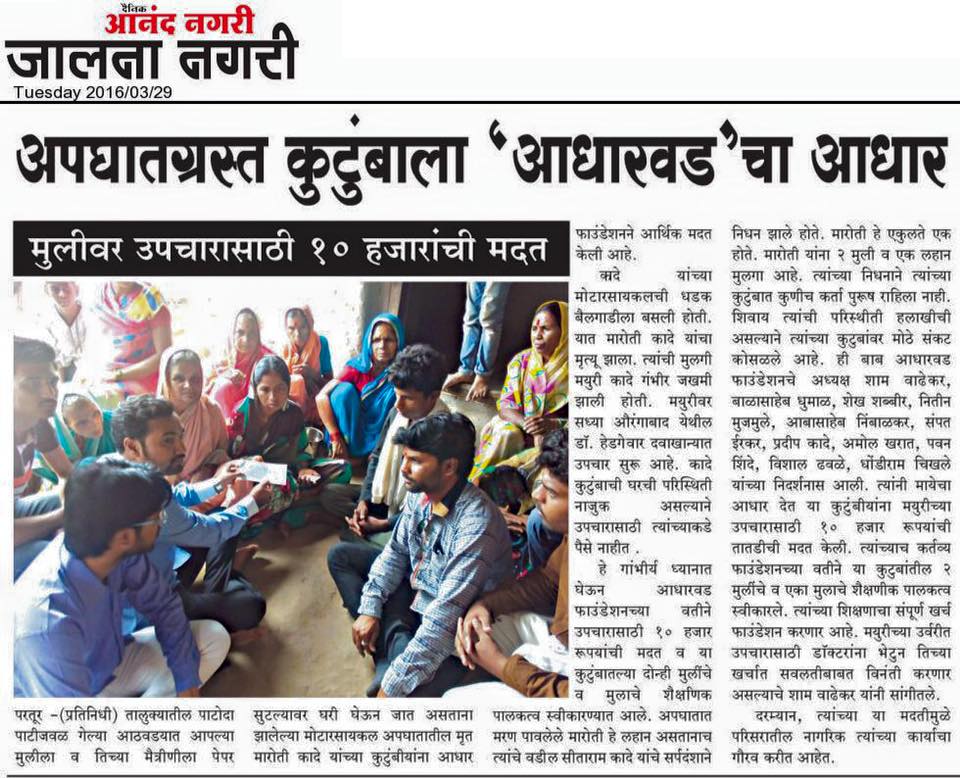 दैनिक
आनंद नगरी
जालना नगरी
Tuesday 2016/03/29
अपघातग्रस्त कुटुंबाला ‘आधारवड’चा आधार
मुलीवर उपचारासाठी १० हजारांची मदत
परतूर -(प्रतिनिधी) तालुक्यातील पाटोदा
पाटीजवळ गेल्या आठवडयात आपल्या
मुलीला व तिच्या मैत्रीणीला पेपर
सुटल्यावर घरी घेऊन जात असताना
झालेल्या मोटारसायकल अपघातातील मृत
मारोती कादे यांच्या कुटुंबीयांना आधार
फाउंडेशनने आर्थिक मदत
केली आहे.
कादे यांच्या
मोटारसायकलची धडक
बैलगाडीला बसली होती.
यात मारोती कादे यांचा
मृत्यू झाला. त्यांची मुलगी
मयुरी कादे गंभीर जखमी
झाली होती. मयुरीवर
सध्या औरंगाबाद येथील
डॉ. हेडगेवार दवाखान्यात
उपचार सुरू आहे. कादे
कुटुंबाची घरची परिस्थिती
नाजुक असल्याने
उपचारासाठी त्यांच्याकडे
पैसे नाहीत .
हे गांभीर्य ध्यानात
घेऊन आधारवड
फाउंडेशनच्या वतीने
उपचारासाठी १० हजार
रूपयांची मदत व या
कुटुंबातल्या दोन्ही मुलींचे
व मुलाचे शैक्षणिक
पालकत्व स्वीकारण्यात आले. अपघातात
मरण पावलेले मारोती हे लहान असतानाच
त्यांचे वडील सीताराम कादे यांचे सर्पदंशाने
निधन झाले होते. मारोती हे एकुलते एक
होते. मारोती यांना २ मुली व एक लहान
मुलगा आहे. त्यांच्या निधनाने त्यांच्या
कुटुंबात कुणीच कर्ता पुरूष राहिला नाही.
शिवाय त्यांची परिस्थीती हलाखीची
असल्याने त्यांच्या कुटुंबांवर मोठे संकट
कोसळले आहे. ही बाब आधारवड
फाउंडेशनचे अध्यक्ष शाम वाढेकर,
बाळासाहेब धुमाळ, शेख शब्बीर, नितीन
मुजमुले, आबासाहेब निंबाळकर, संपत
ईरकर, प्रदीप कादे, अमोल खरात, पवन
शिंदे, विशाल ढवळे, धोंडीराम चिखले
यांच्या निदर्शनास आली. त्यांनी मायेचा
आधार देत या कुटुंबीयांना मयुरीच्या
उपचारासाठी १० हजार रूपयांची
तातडीची मदत केली. त्यांच्याच कर्तव्य
फाउंडेशनच्या वतीने या कुटुबांतील २
मुलींचे व एका मुलाचे शैक्षणीक पालकत्व
स्वीकारले. त्यांच्या शिक्षणाचा संपूर्ण खर्च
फाउंडेशन करणार आहे. मयुरीच्या उर्वरीत
उपचारासाठी डॉक्टरांना भेटुन तिच्या
खर्चात सवलतीबाबत विनंती करणार
असल्याचे शाम वाढेकर यांनी सांगीतले.
दरम्यान, त्यांच्या या मदतीमुळे
परिसरातील नागरिक त्यांच्या कार्याचा
गौरव करीत आहेत.